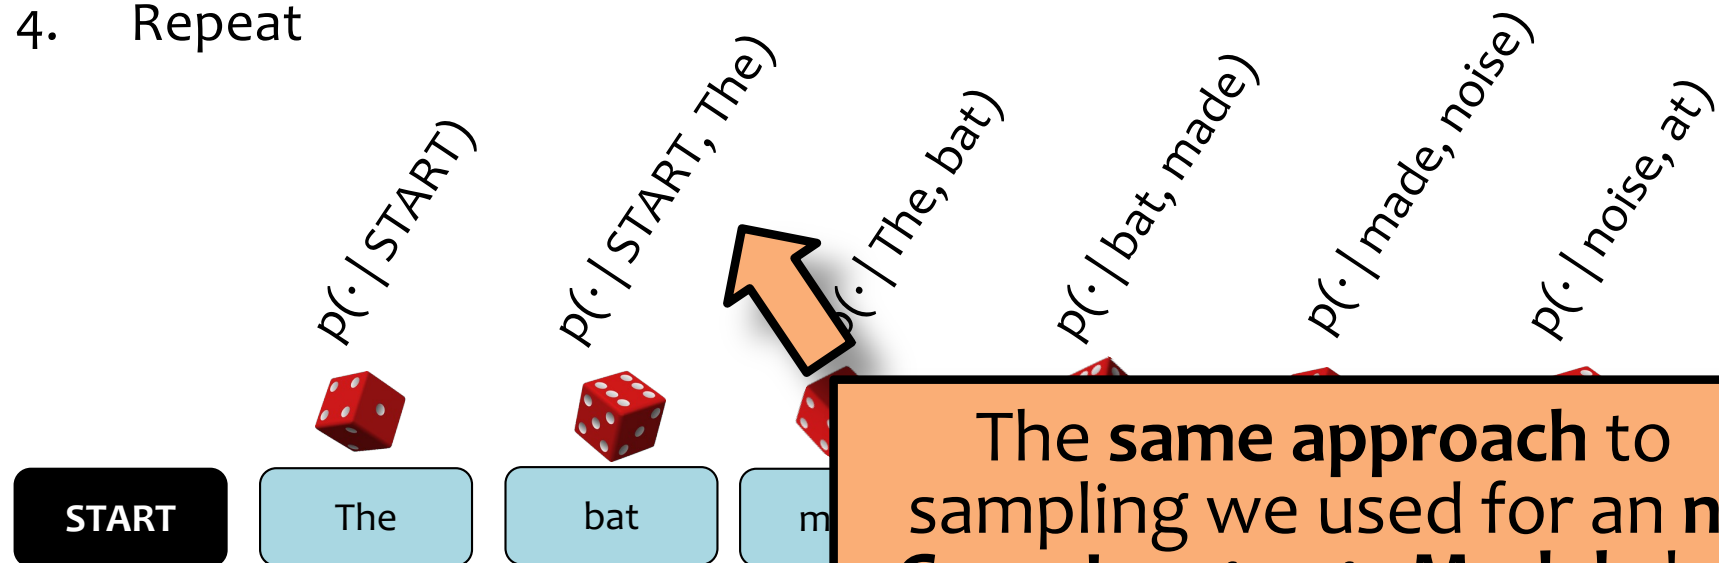 4. Repeat
p(· | START)
p(· | START, The)
p(· | The, bat)
p(· | bat, made)
p(· | made, noise)
p(· | noise, at)
START
The
bat
m
The same approach to
sampling we used for an n